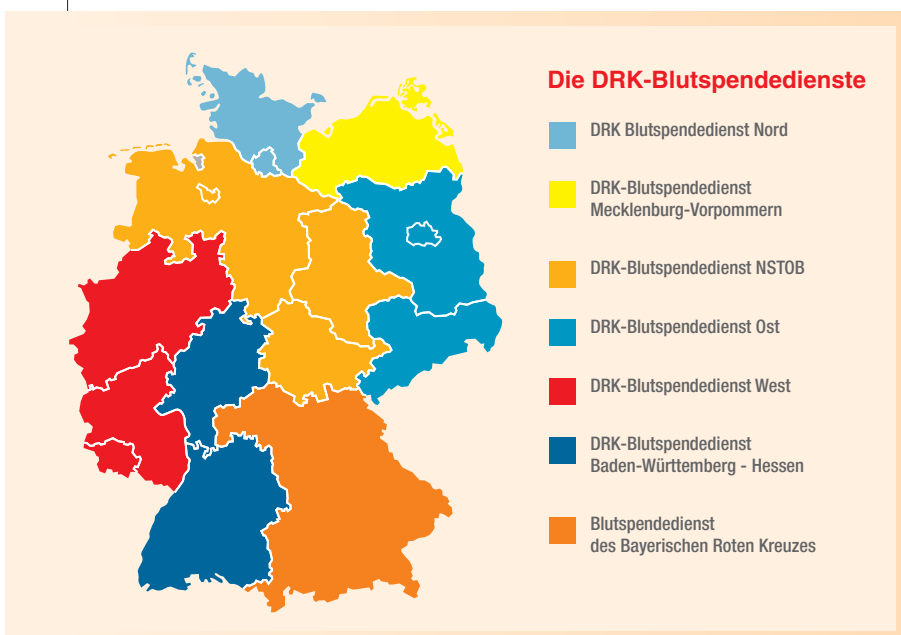 Die DRK-Blutspendedienste
DRK Blutspendedienst Nord
DRK-Blutspendedienst
Mecklenburg-Vorpommern
DRK-Blutspendedienst NSTOB
DRK-Blutspendedienst Ost
DRK-Blutspendedienst West
DRK-Blutspendedienst
Baden-Württemberg - Hessen
Blutspendedienst
des Bayerischen Roten Kreuzes